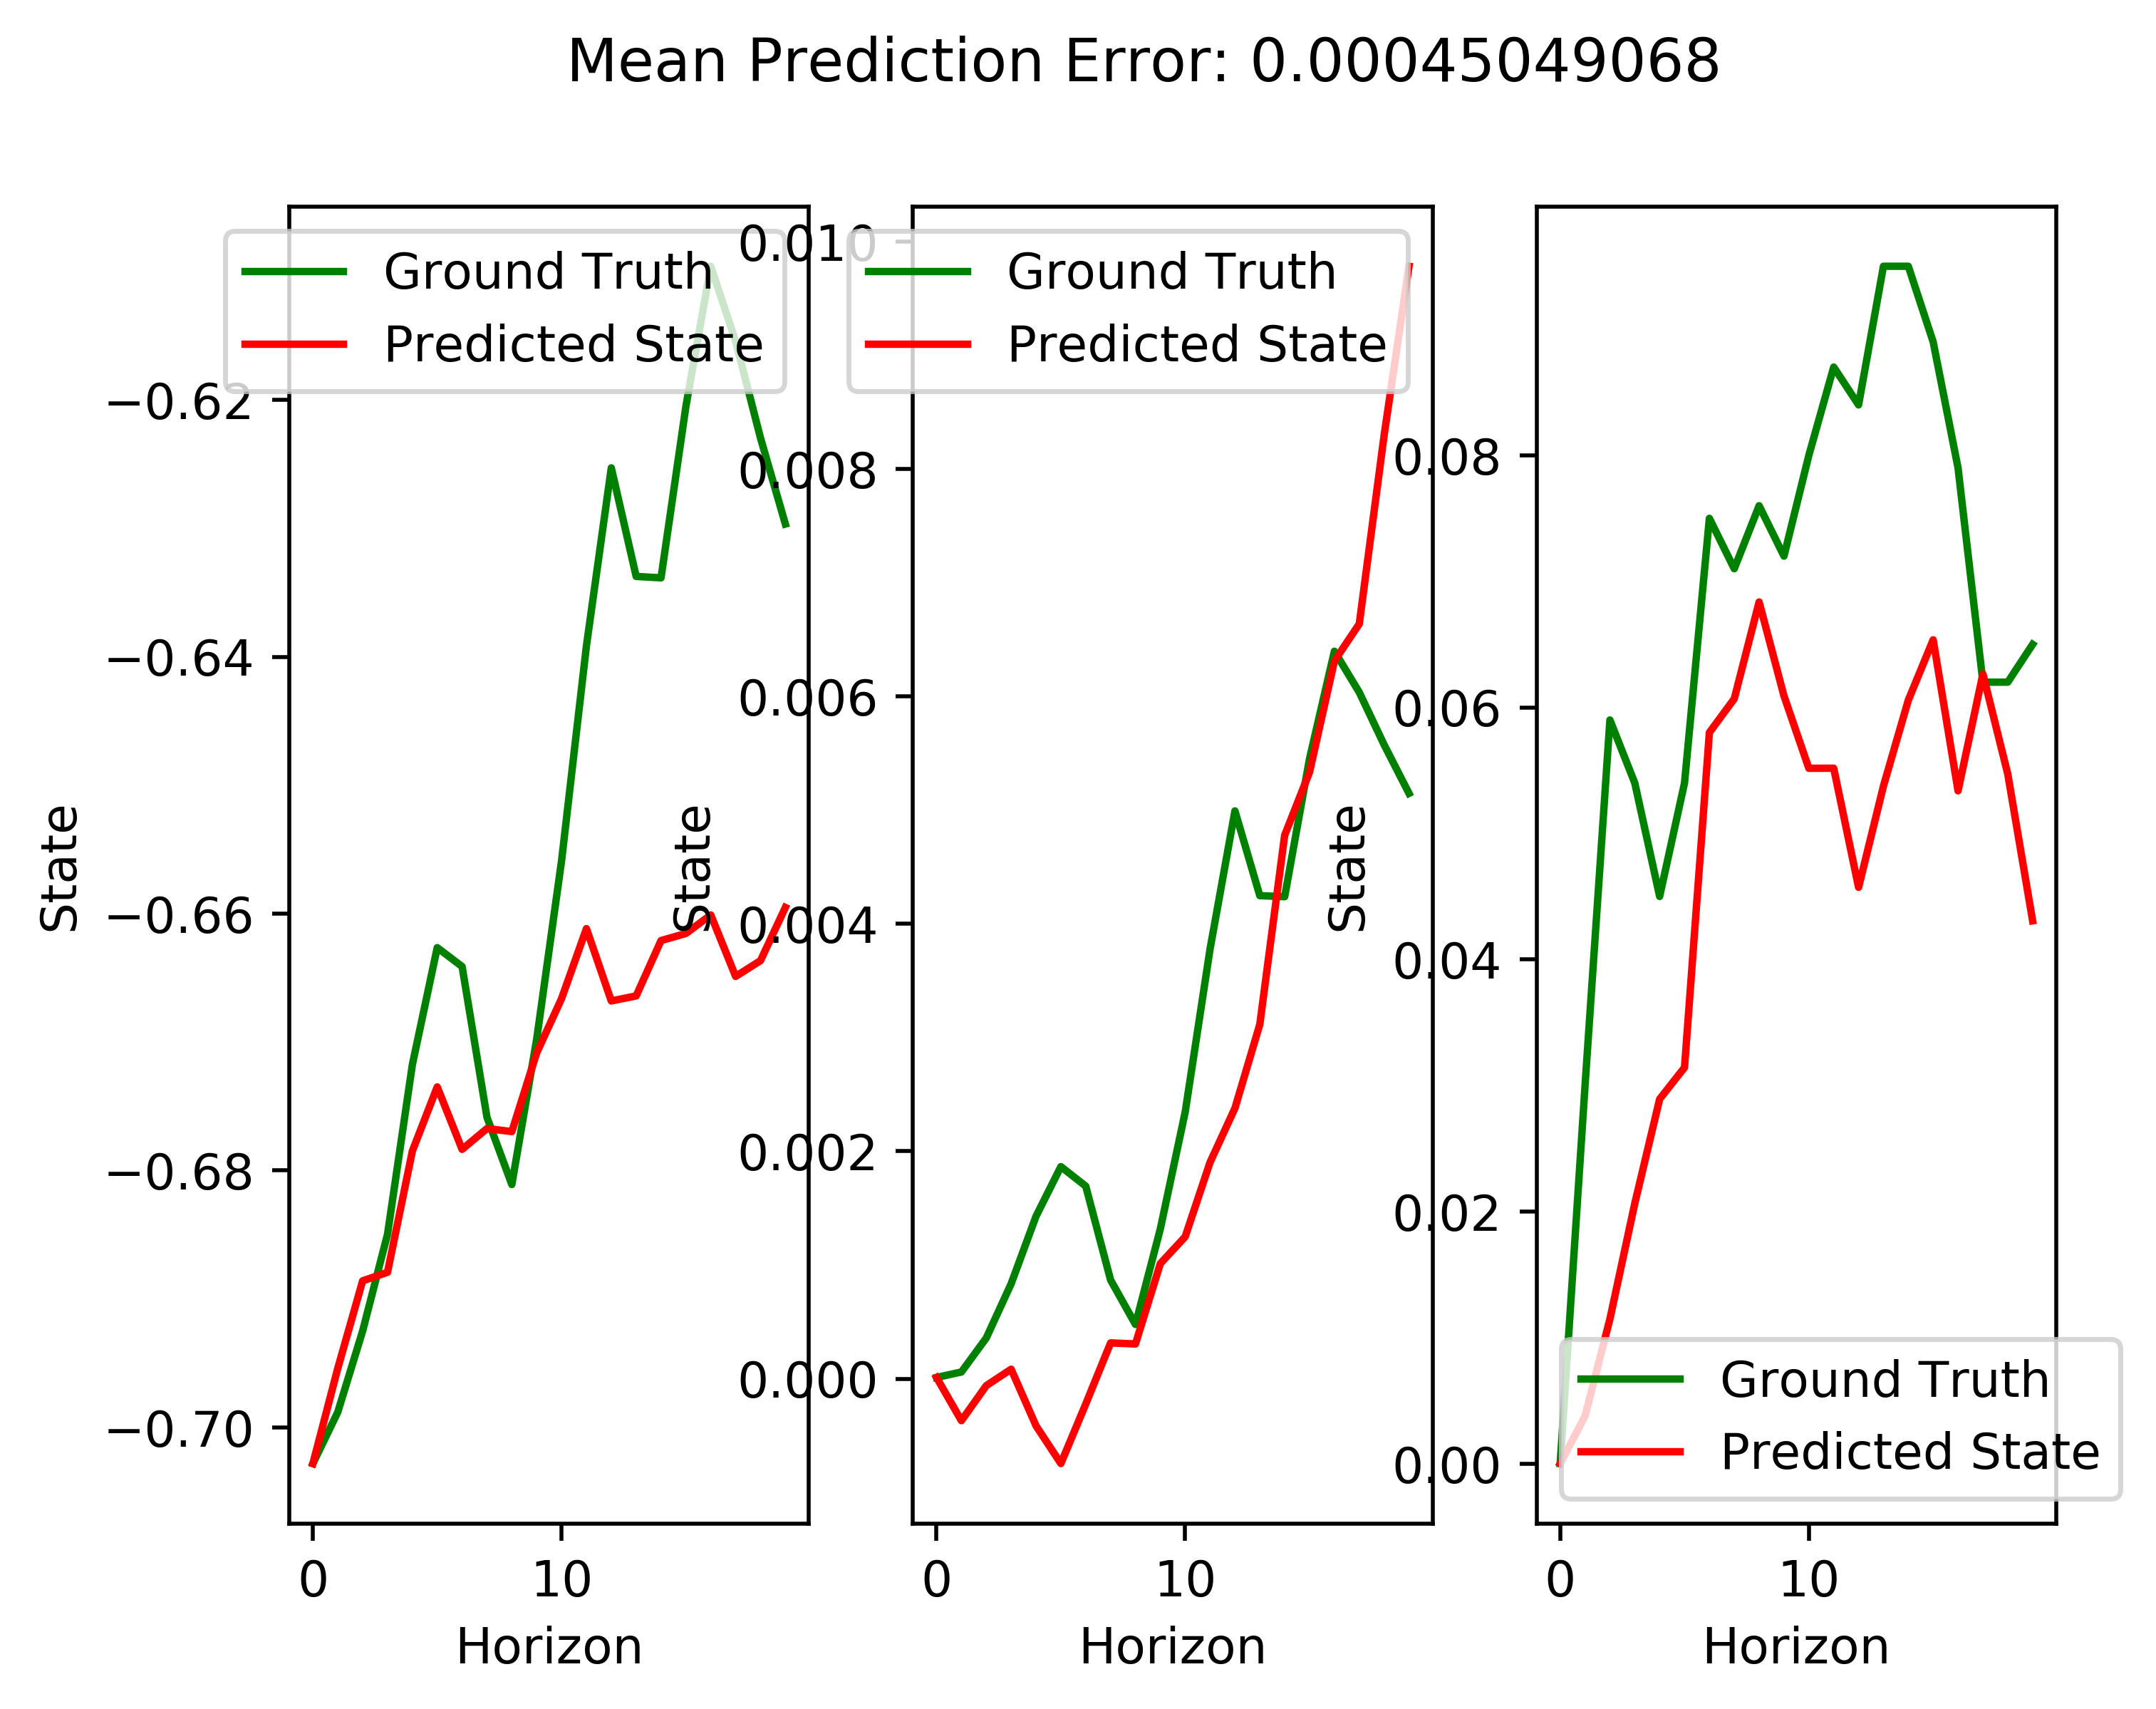 Mean Prediction Error: 0.00045049068
Ground Truth
Predicted State
−0.62
−0.64
−0.66
−0.68
−0.70
State
0
10
Horizon
Ground Truth
Predicted State
0.010
0.008
0.006
0.004
0.002
0.000
State
0
10
Horizon
0.08
0.06
0.04
0.02
0.00
State
Ground Truth
Predicted State
0
10
Horizon